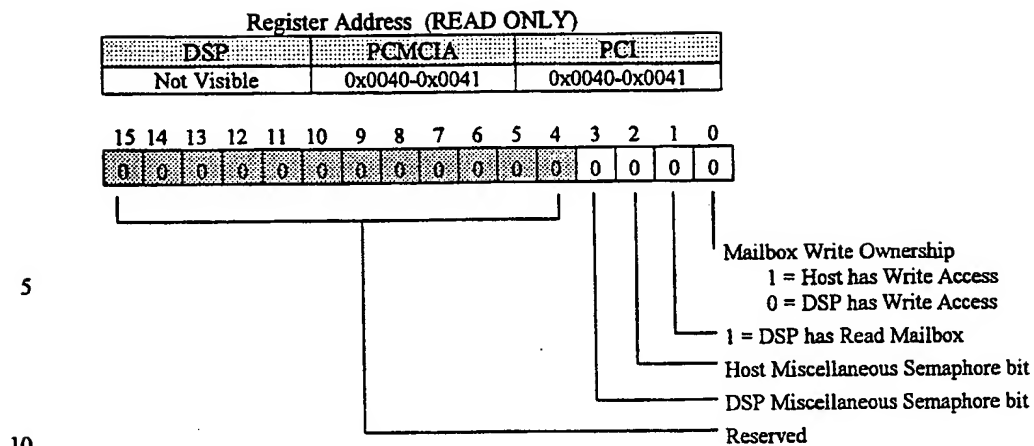 Register Address (READ ONLY)
DSP PCMCIA PCI
Not Visible 0x0040-0x0041 0x0040-0x0041
15 14 13 12 11 10 9 8 7 6 5 4 3 2 1 0
0 0 0 0 0 0 0 0 0 0 0 0 0 0 0 0
Mailbox Write Ownership
5 1 = Host has Write Access
0 = DSP has Write Access
1 = DSP has Read Mailbox
Host Miscellaneous Semaphore bit
DSP Miscellaneous Semaphore bit
10 Reserved